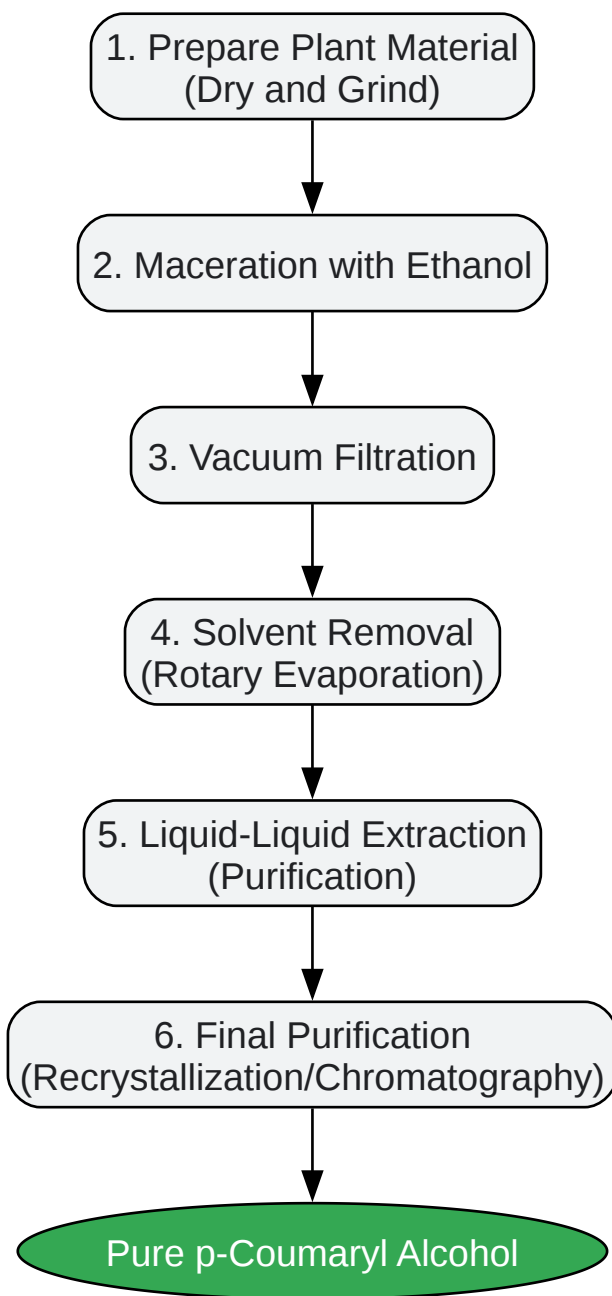 1. Prepare Plant Material
(Dry and Grind)
2. Maceration with Ethanol
3. Vacuum Filtration
4. Solvent Removal
(Rotary Evaporation)
5. Liquid-Liquid Extraction
(Purification)
6. Final Purification
(Recrystallization/Chromatography)
Pure p-Coumaryl Alcohol